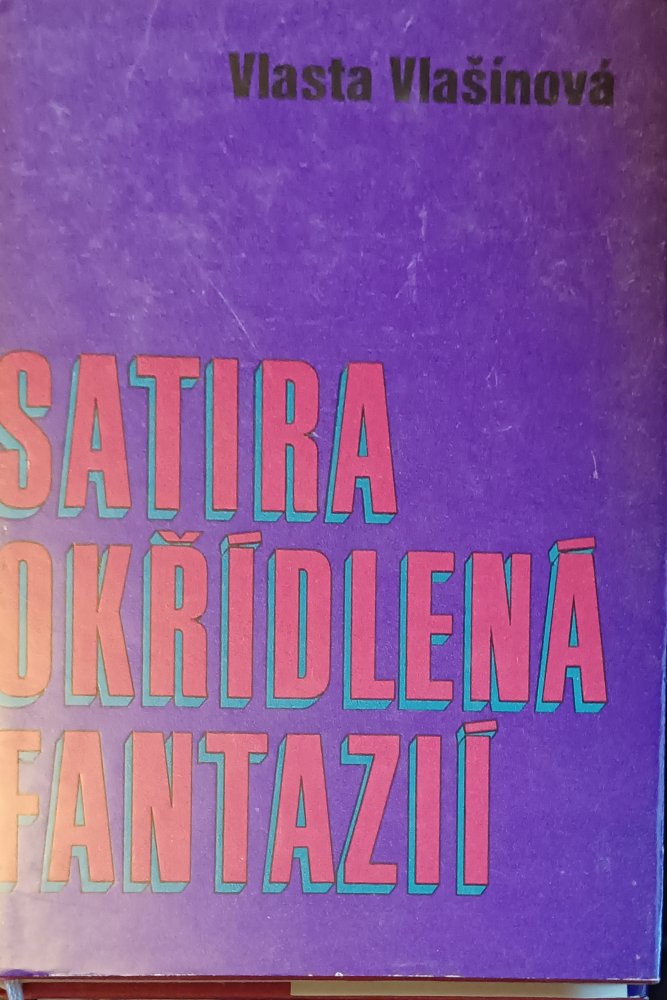 Vlasta Vlašínová
SATIRA
OKŘÍDLENÁ
FANTAZIÍ